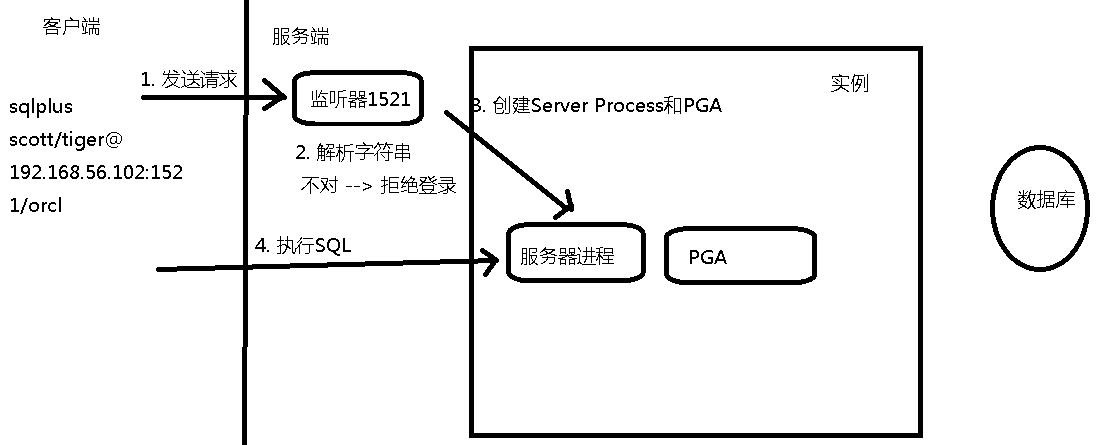 客户端
服务端
1. 发送请求
sqlplus
scott/tiger@
192.168.56.102:152
1/orcl
监听器1521
2. 解析字符串
不对 --> 拒绝登录
3. 创建Server Process和PGA
实例
数据库
4. 执行SQL
服务器进程
PGA